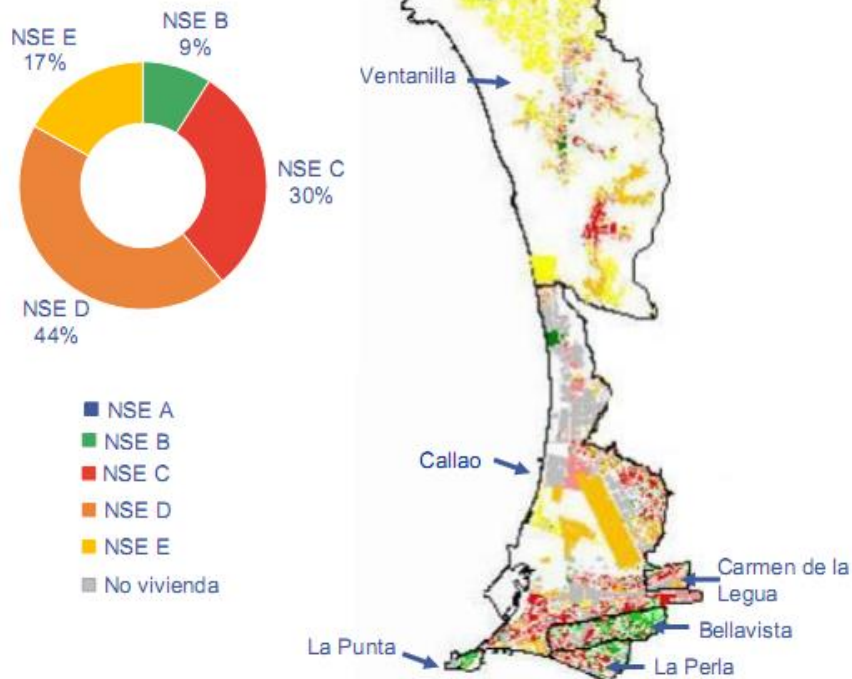 NSE B
9%
NSE E
17%
NSE C
30%
NSE D
44%
NSE A
NSE B
NSE C
NSE D
NSE E
No vivienda
Ventanilla
Callao
Carmen de la
Legua
Bellavista
La Punta
La Perla